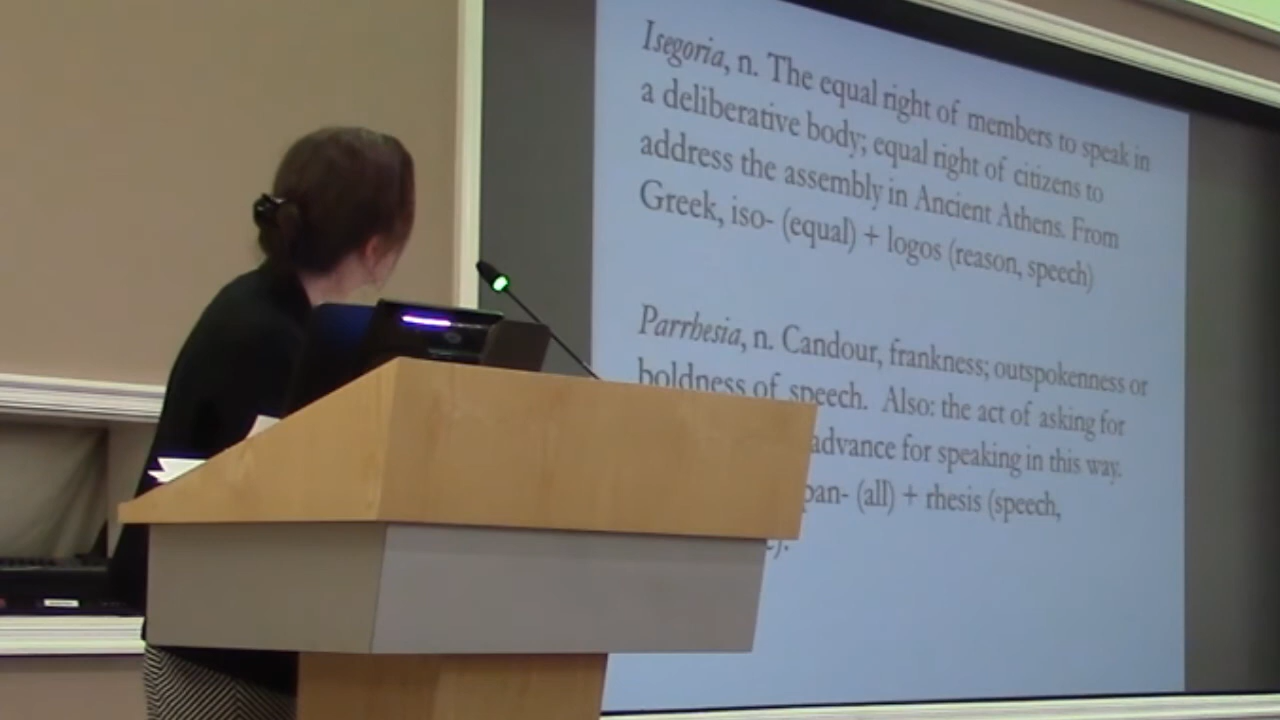 Isegoria, n. The equal right of members to speak in
a deliberative body; equal right of citizens to
address the assembly in Ancient Athens. From
Greek, iso- (equal) + logos (reason, speech)
Parrhesia, n. Candour, frankness; outspokenness or
boldness of speech. Also: the act of asking for
advance for speaking in this way.
pan- (all) + rhesis (speech,
).